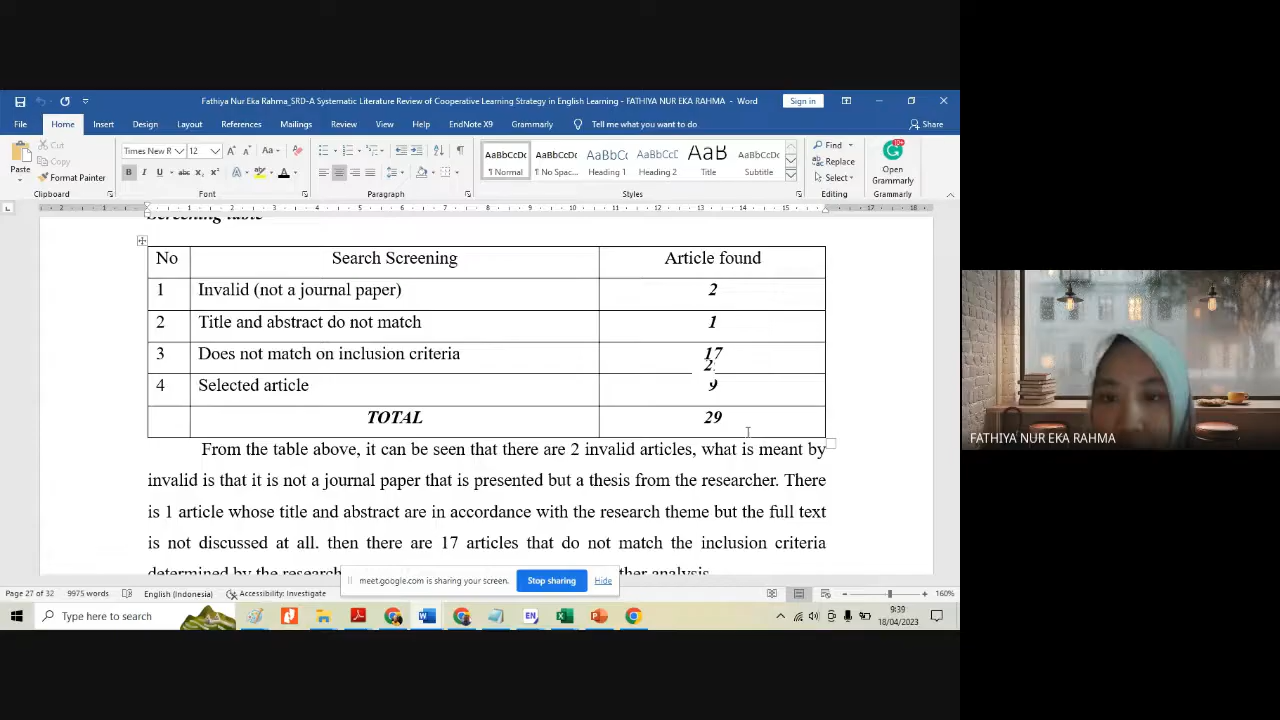 Fathiya Nur Eka Rahma_SRD-A Systematic Literature Review of Cooperative Learning Strategy in English Learning - FATHIYA NUR EKA RAHMA - Word
Sign in
File Home Insert Design Layout References Mailings Review View Help EndNote X9 Grammarly Tell me what you want to do Share
Paste
Cut
Copy
Format Painter
Clipboard
Times New R 12
Font
Paragraph
AaBbCcDc AaBbCcDc AaBbCc AaBbCcD AaB AaBbCcD
¶ Normal ¶ No Spac... Heading 1 Heading 2 Title Subtitle
Styles
Find
Replace
Select
Editing
Open
Grammarly
Grammarly
Screening table
No Search Screening Article found
1 Invalid (not a journal paper) 2
2 Title and abstract do not match 1
3 Does not match on inclusion criteria 17
4 Selected article 9
TOTAL 29
From the table above, it can be seen that there are 2 invalid articles, what is meant by
invalid is that it is not a journal paper that is presented but a thesis from the researcher. There
is 1 article whose title and abstract are in accordance with the research theme but the full text
is not discussed at all. then there are 17 articles that do not match the inclusion criteria
determined by the
meet.google.com is sharing your screen. Stop sharing Hide
analysis.
Page 27 of 32 9975 words English (Indonesia) Accessibility: Investigate 160%
Type here to search
9:39
18/04/2023
FATHIYA NUR EKA RAHMA